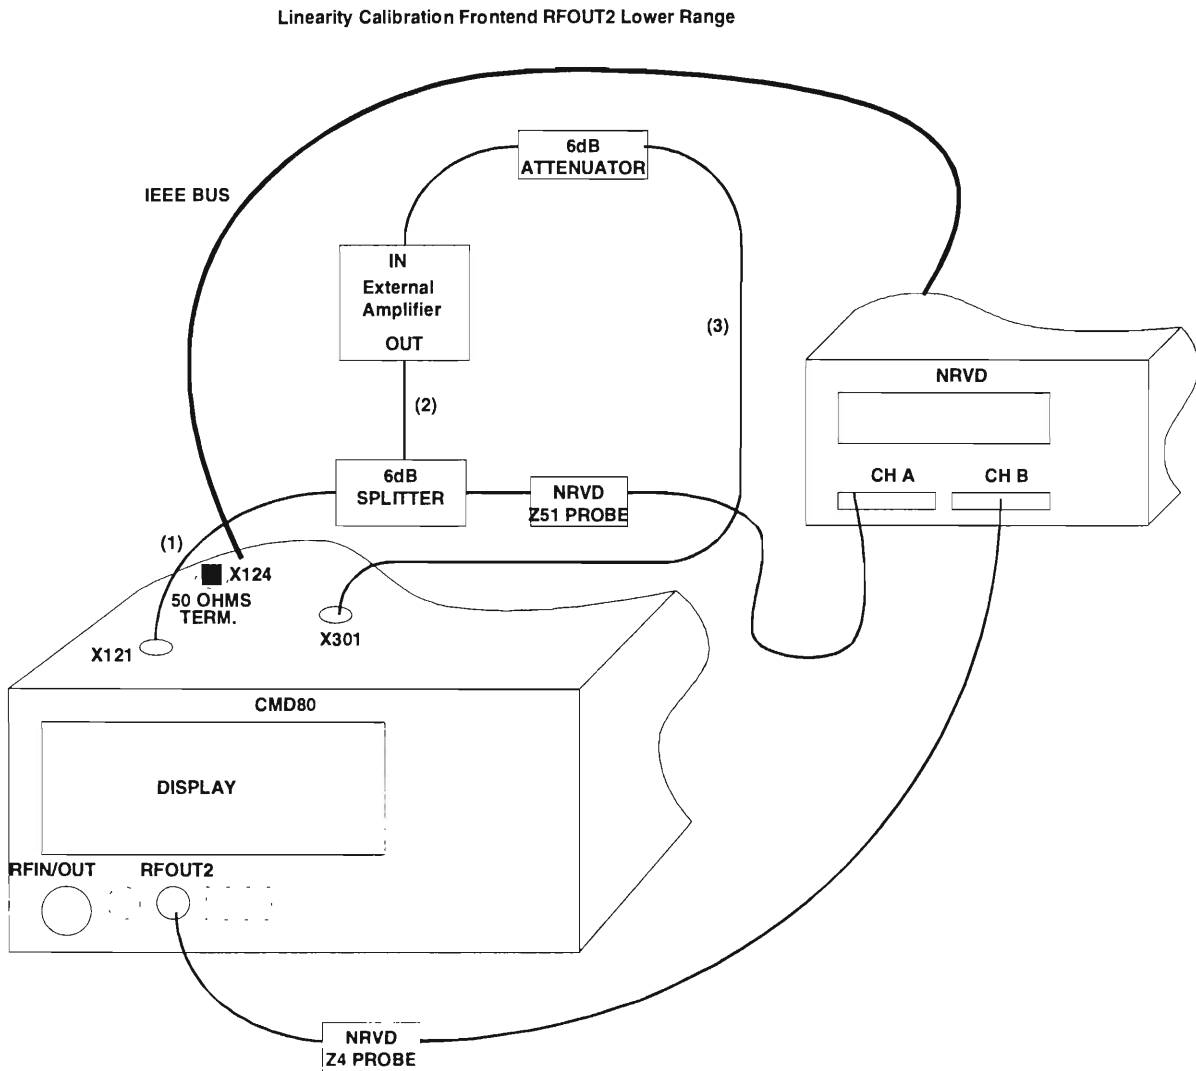 Linearity Calibration Frontend RFOUT2 Lower Range
6dB
ATTENUATOR
IEEE BUS
IN
External
Amplifier
OUT
(3)
(2)
NRVD
CH A
CH B
6dB
SPLITTER
NRVD
Z51 PROBE
(1)
X124
50 OHMS
TERM.
X301
X121
CMD80
DISPLAY
RFIN/OUT
RFOUT2
NRVD
Z4 PROBE